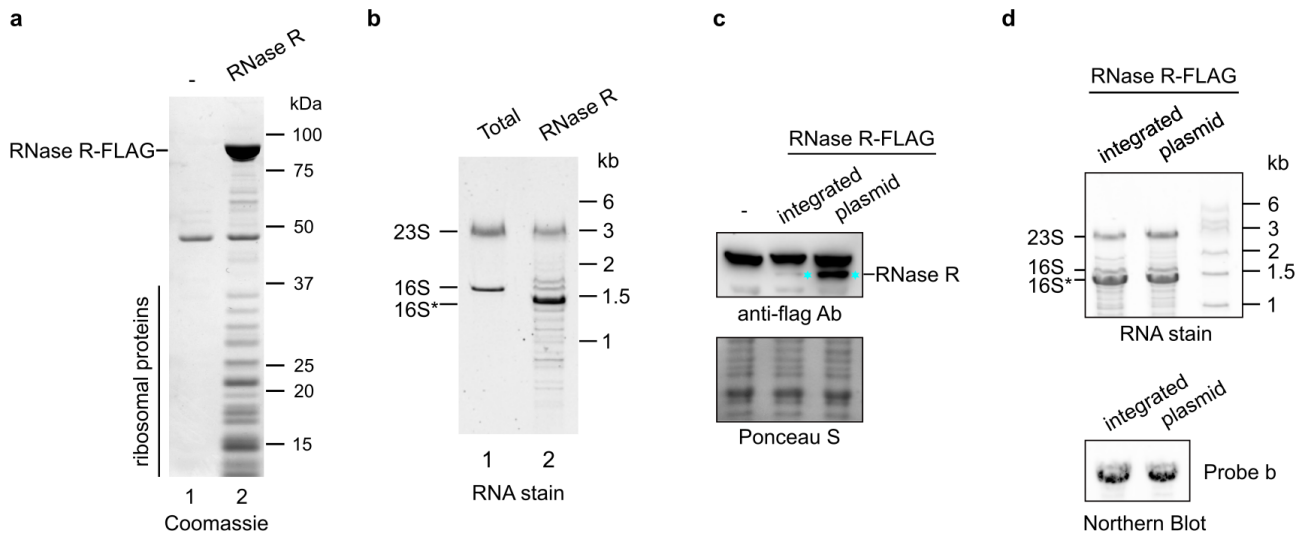 a
-
RNase R
kDa
RNase R-FLAG
100
75
50
37
25
20
15
ribosomal proteins
1 2
Coomassie
b
Total
RNase R
kb
6
23S
3
2
16S
1.5
16S*
1
1 2
RNA stain
c
RNase R-FLAG
-
integrated
plasmid
RNase R
anti-flag Ab
Ponceau S
d
RNase R-FLAG
integrated
plasmid
kb
6
23S
3
2
16S
1.5
16S*
1
RNA stain
integrated
plasmid
Probe b
Northern Blot